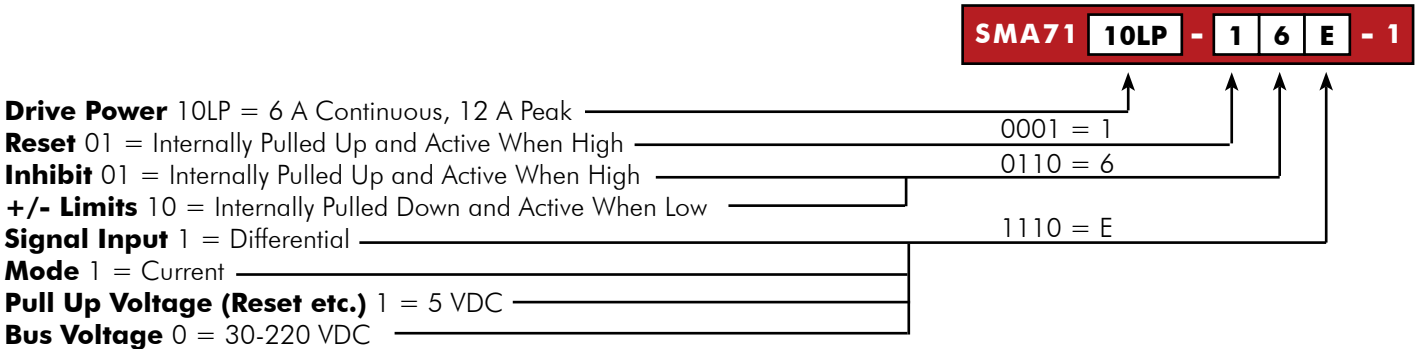 SMA71 10LP - 1 6 E - 1
Drive Power 10LP = 6 A Continuous, 12 A Peak
0001 = 1
Reset 01 = Internally Pulled Up and Active When High
0110 = 6
Inhibit 01 = Internally Pulled Up and Active When High
+/- Limits 10 = Internally Pulled Down and Active When Low
1110 = E
Signal Input 1 = Differential
Mode 1 = Current
Pull Up Voltage (Reset etc.) 1 = 5 VDC
Bus Voltage 0 = 30-220 VDC